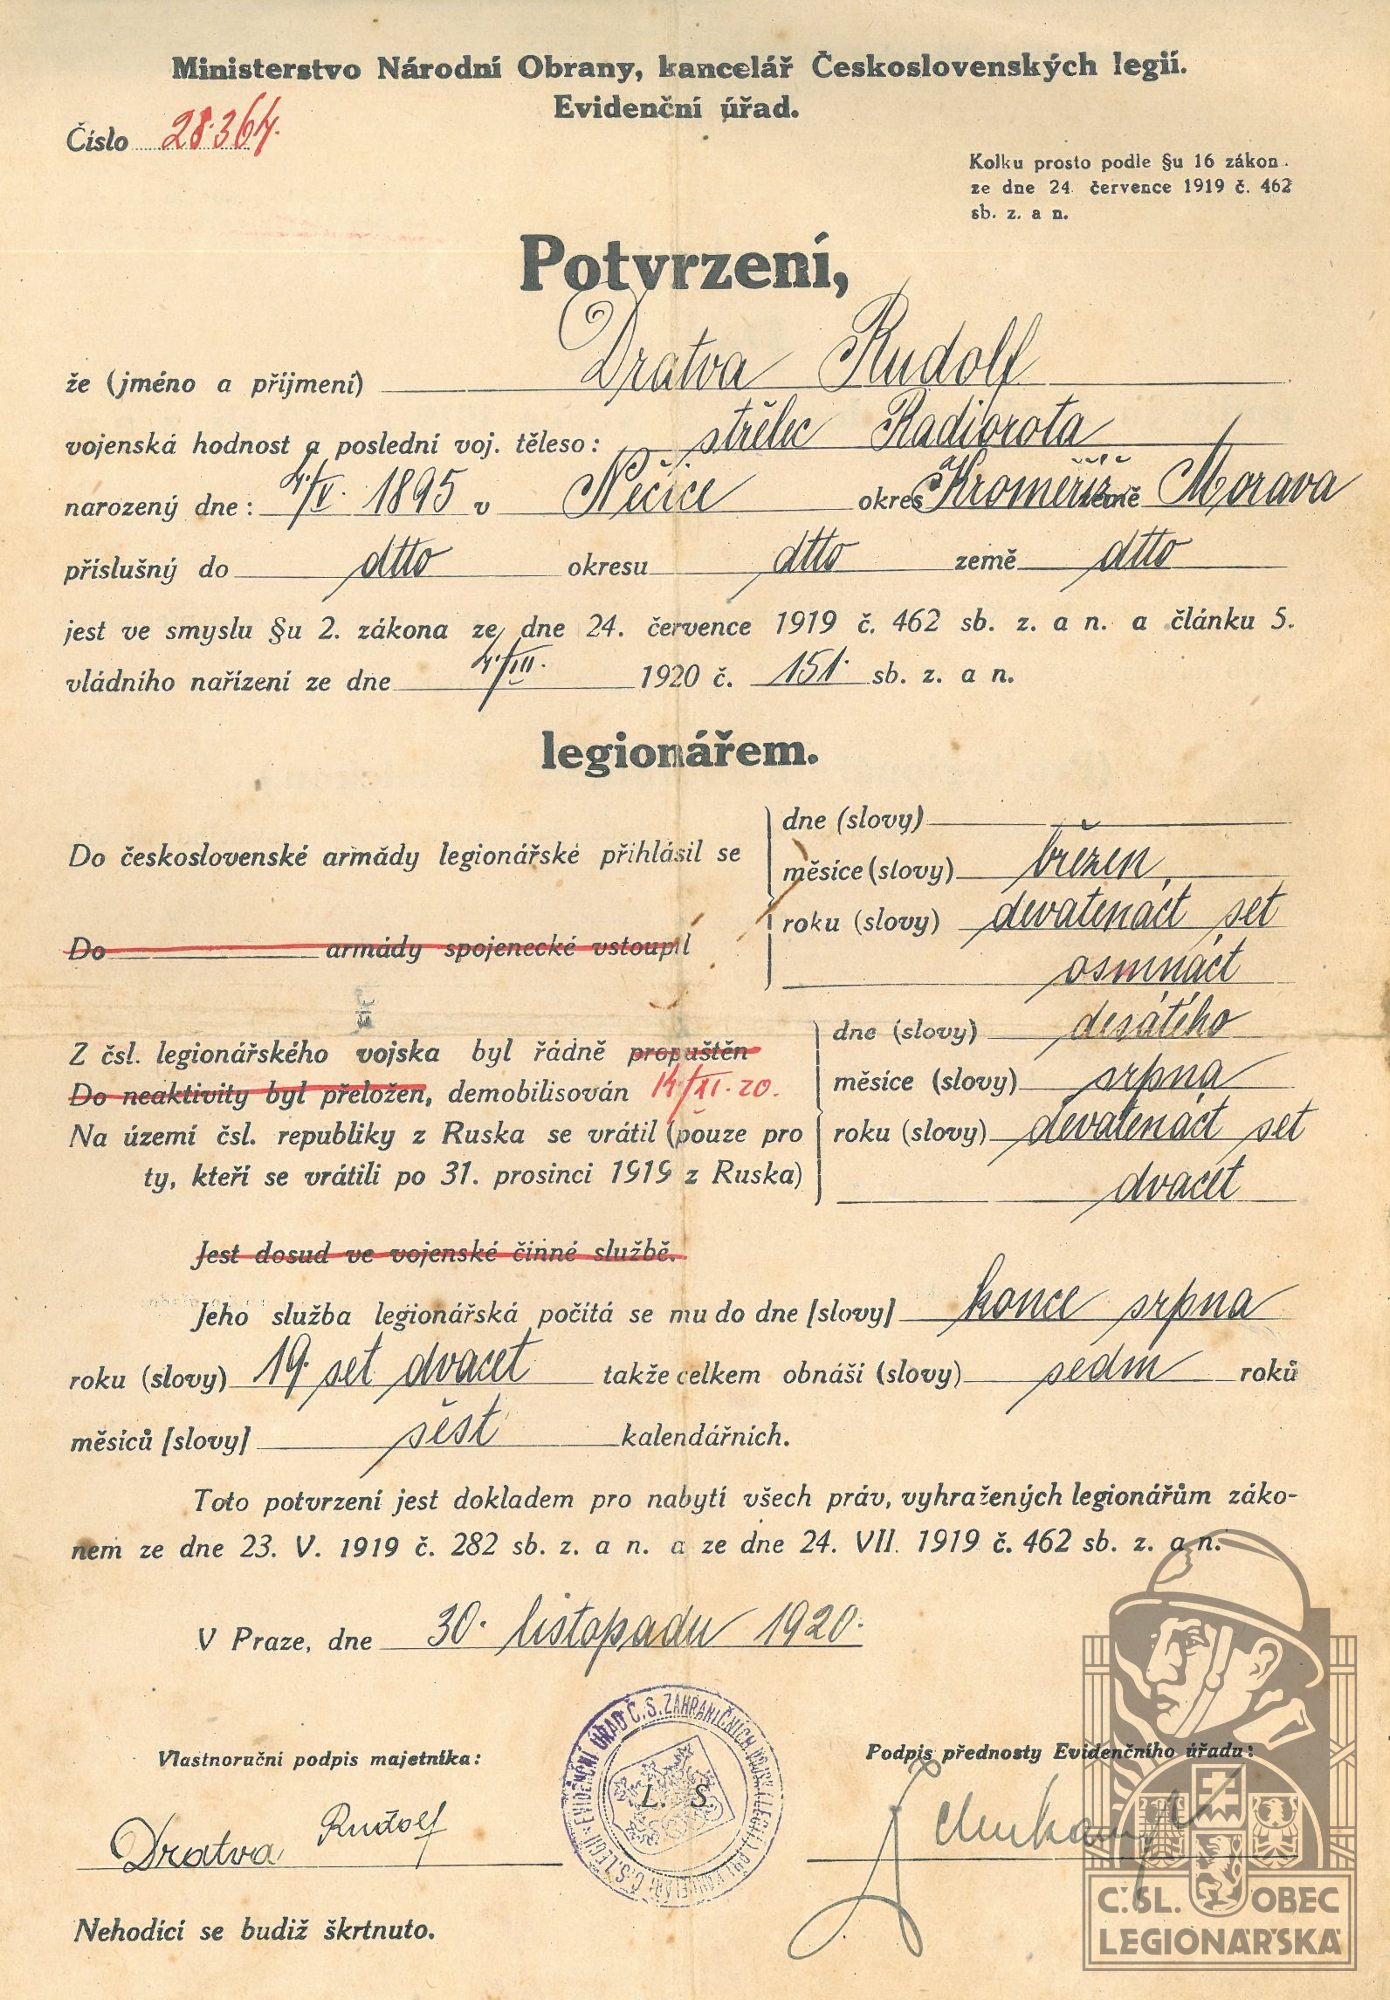 Ministerstvo Národní Obrany, kancelář Československých legií.
Evidenční úřad.
Číslo 28.364.
Kolku prosto podle §u 16 zákon.
ze dne 24. července 1919 č. 462
sb. z. a n.
Potvrzení,
že (jméno a příjmení) Dratva Rudolf
vojenská hodnost a poslední voj. těleso: střelec Radiorota
narozený dne: 4/V. 1895 v Něčice okres Kroměříž země Morava
příslušný do dtto okresu dtto země dtto
jest ve smyslu §u 2. zákona ze dne 24. července 1919 č. 462 sb. z. a n. a článku 5.
vládního nařízení ze dne 4/III. 1920 č. 151. sb. z. a n.
legionářem.
Do československé armády legionářské přihlásil se
dne (slovy)
měsíce (slovy) březen,
roku (slovy) devatenáct set
osmnáct
Do armády spojenecké vstoupil
Z čsl. legionářského vojska byl řádně propuštěn
Do neaktivity byl přeložen, demobilisován 14/XI. 20.
Na území čsl. republiky z Ruska se vrátil (pouze pro
ty, kteří se vrátili po 31. prosinci 1919 z Ruska)
dne (slovy) desátého
měsíce (slovy) srpna
roku (slovy) devatenáct set
dvacet
Jest dosud ve vojenské činné službě.
Jeho služba legionářská počítá se mu do dne [slovy] konce srpna
roku (slovy) 19. set dvacet takže celkem obnáší (slovy) sedm roků
měsíců [slovy] šest kalendářních.
Toto potvrzení jest dokladem pro nabytí všech práv, vyhražených legionářům záko-
nem ze dne 23. V. 1919 č. 282 sb. z. a n. a ze dne 24. VII. 1919 č. 462 sb. z. a n.
V Praze, dne 30. listopadu 1920.
Vlastnoruční podpis majetníka:
Dratva Rudolf
EVIDENČNÍ ÚŘAD Č.S. ZAHRANIČNÍCH VOJSK (LEGIÍ) PŘI KANCELÁŘI Č.S. LEGIÍ
L. S.
Podpis přednosty Evidenčního úřadu:
Nehodící se budiž škrtnuto.
Č.SL. OBEC
LEGIONÁŘSKÁ